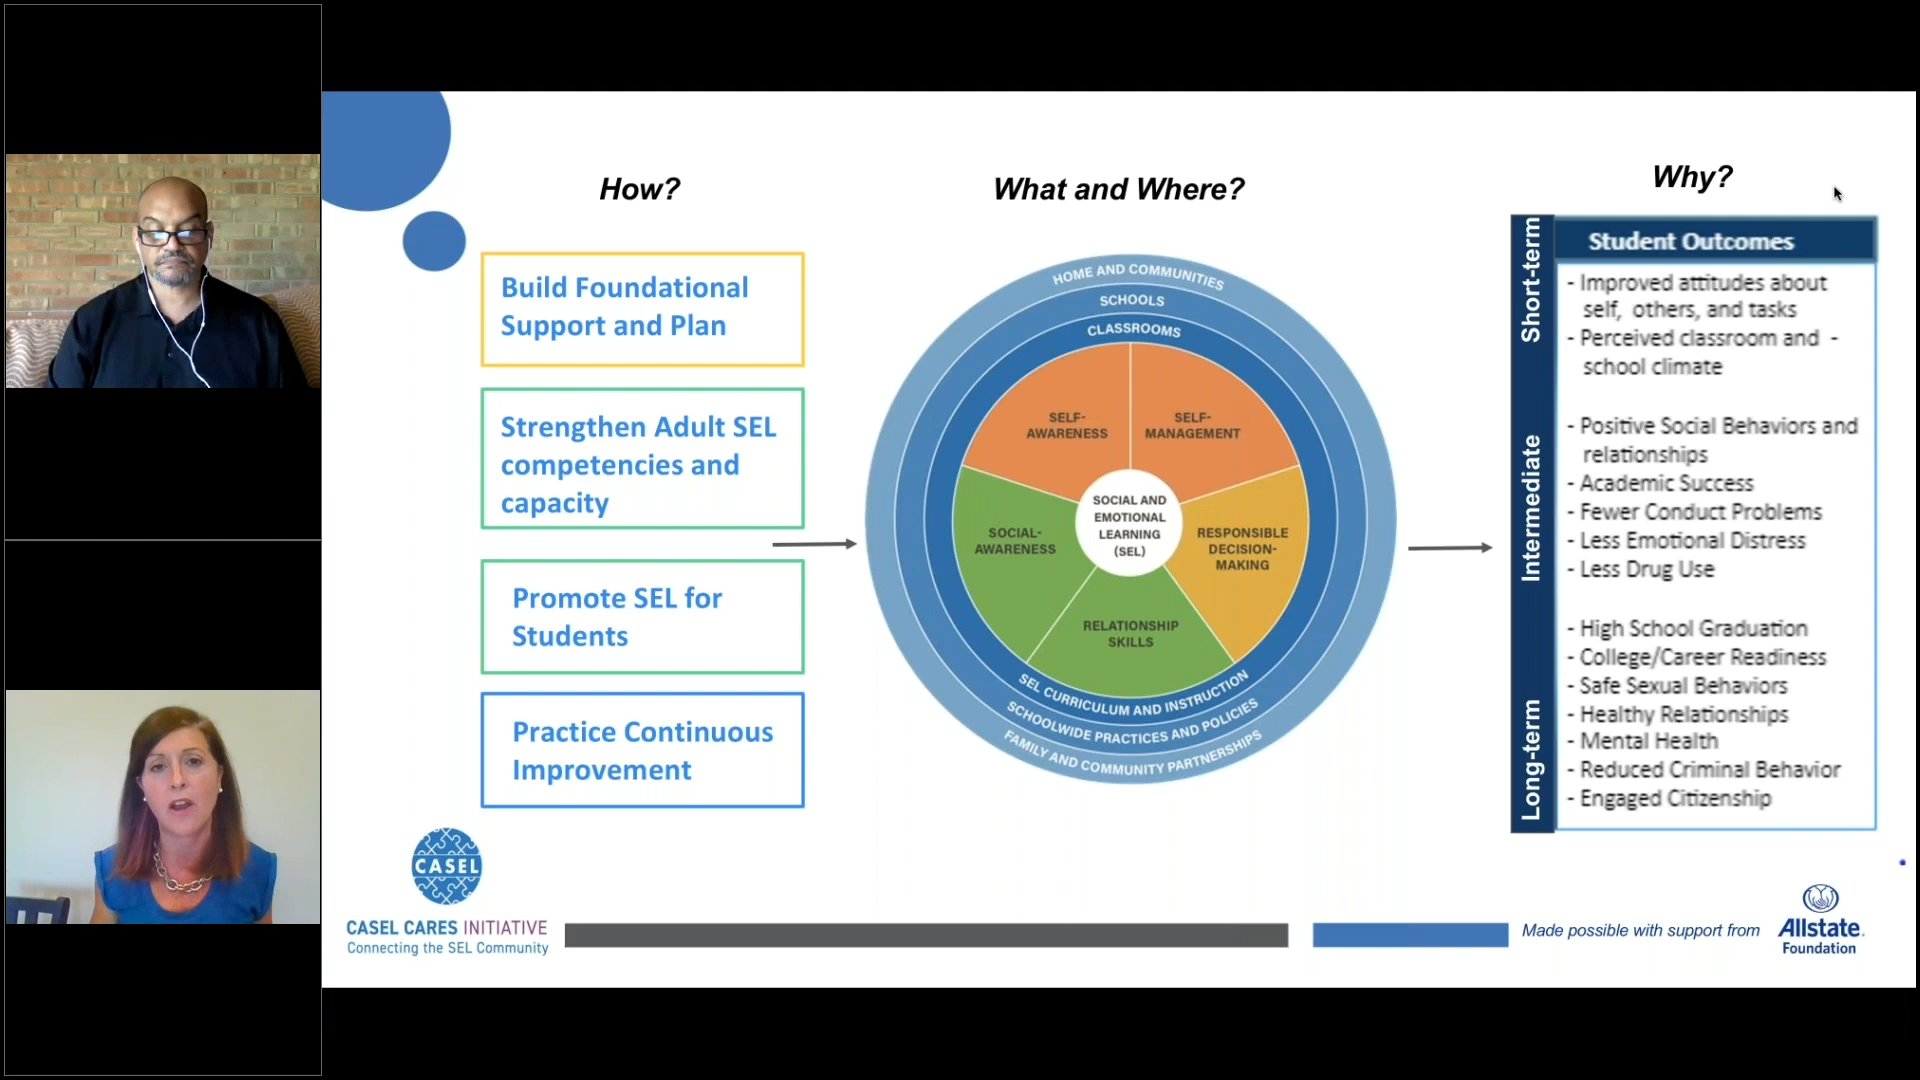 How?
Build Foundational
Support and Plan
Strengthen Adult SEL
competencies and
capacity
Promote SEL for
Students
Practice Continuous
Improvement
What and Where?
HOME AND COMMUNITIES
SCHOOLS
CLASSROOMS
SELF-
AWARENESS
SELF-
MANAGEMENT
SOCIAL AND
EMOTIONAL
LEARNING
(SEL)
SOCIAL-
AWARENESS
RESPONSIBLE
DECISION-
MAKING
RELATIONSHIP
SKILLS
SEL CURRICULUM AND INSTRUCTION
SCHOOLWIDE PRACTICES AND POLICIES
FAMILY AND COMMUNITY PARTNERSHIPS
Why?
Student Outcomes
Short-term
- Improved attitudes about
self, others, and tasks
- Perceived classroom and -
school climate
Intermediate
- Positive Social Behaviors and
relationships
- Academic Success
- Fewer Conduct Problems
- Less Emotional Distress
- Less Drug Use
Long-term
- High School Graduation
- College/Career Readiness
- Safe Sexual Behaviors
- Healthy Relationships
- Mental Health
- Reduced Criminal Behavior
- Engaged Citizenship
CASEL
CASEL CARES INITIATIVE
Connecting the SEL Community
Made possible with support from
Allstate.
Foundation